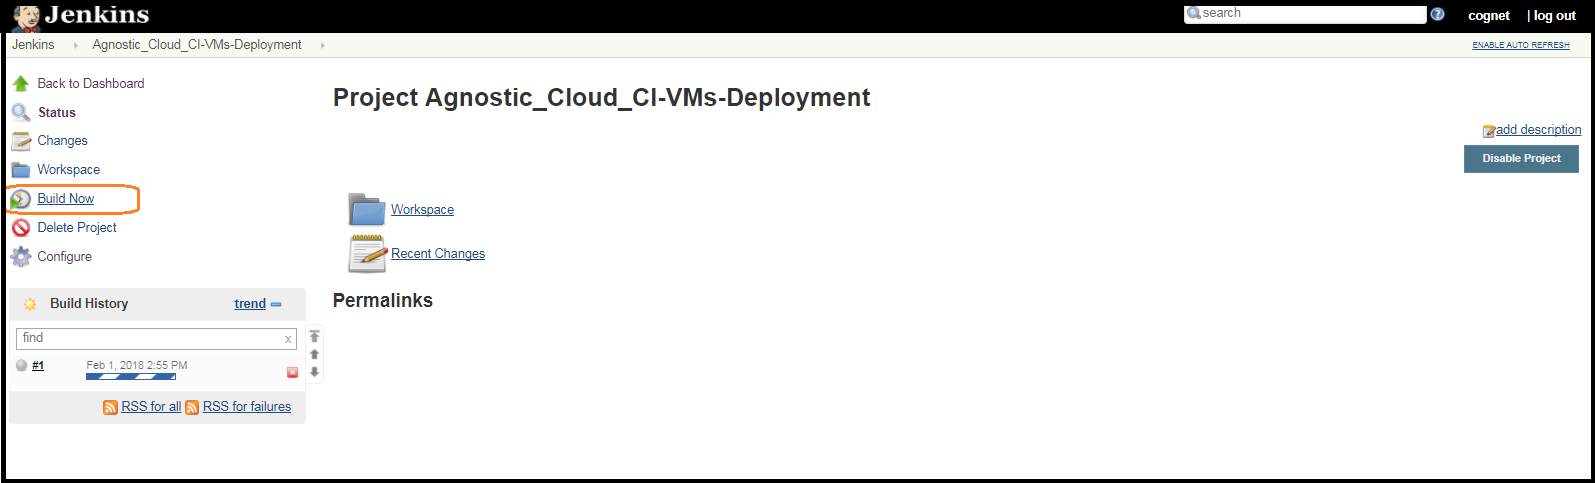 Jenkins
search
cognet | log out
Jenkins Agnostic_Cloud_CI-VMs-Deployment
ENABLE AUTO REFRESH
Back to Dashboard
Status
Changes
Workspace
Build Now
Delete Project
Configure
Build History trend
find x
#1 Feb 1, 2018 2:55 PM
RSS for all RSS for failures
Project Agnostic_Cloud_CI-VMs-Deployment
add description
Disable Project
Workspace
Recent Changes
Permalinks